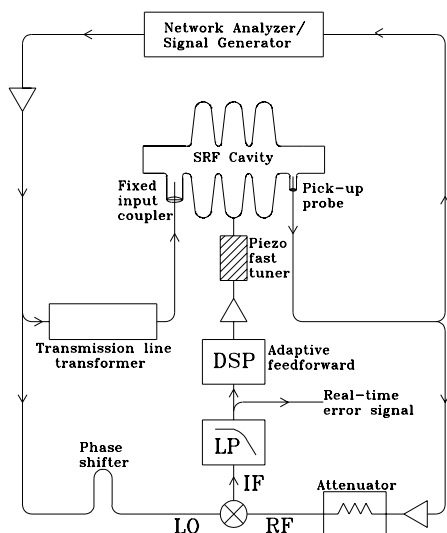 Network Analyzer/
Signal Generator
SRF Cavity
Fixed
input
coupler
Pick-up
probe
Piezo
fast
tuner
Transmission line
transformer
DSP
Adaptive
feedforward
Real-time
error signal
LP
Phase
shifter
IF
Attenuator
LO
RF